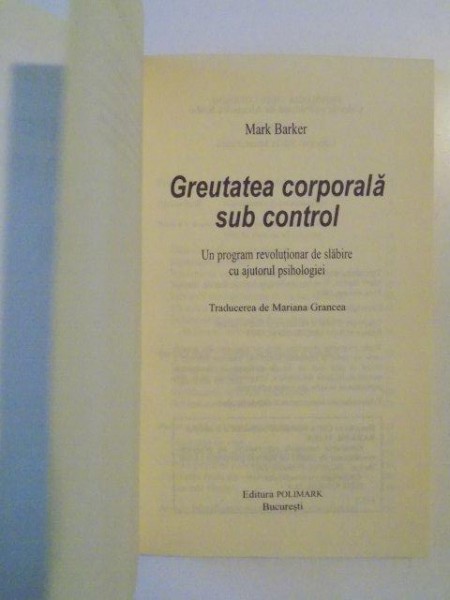 Mark Barker
Greutatea corporală
sub control
Un program revoluționar de slăbire
cu ajutorul psihologiei
Traducerea de Mariana Grancea
Editura POLIMARK
București